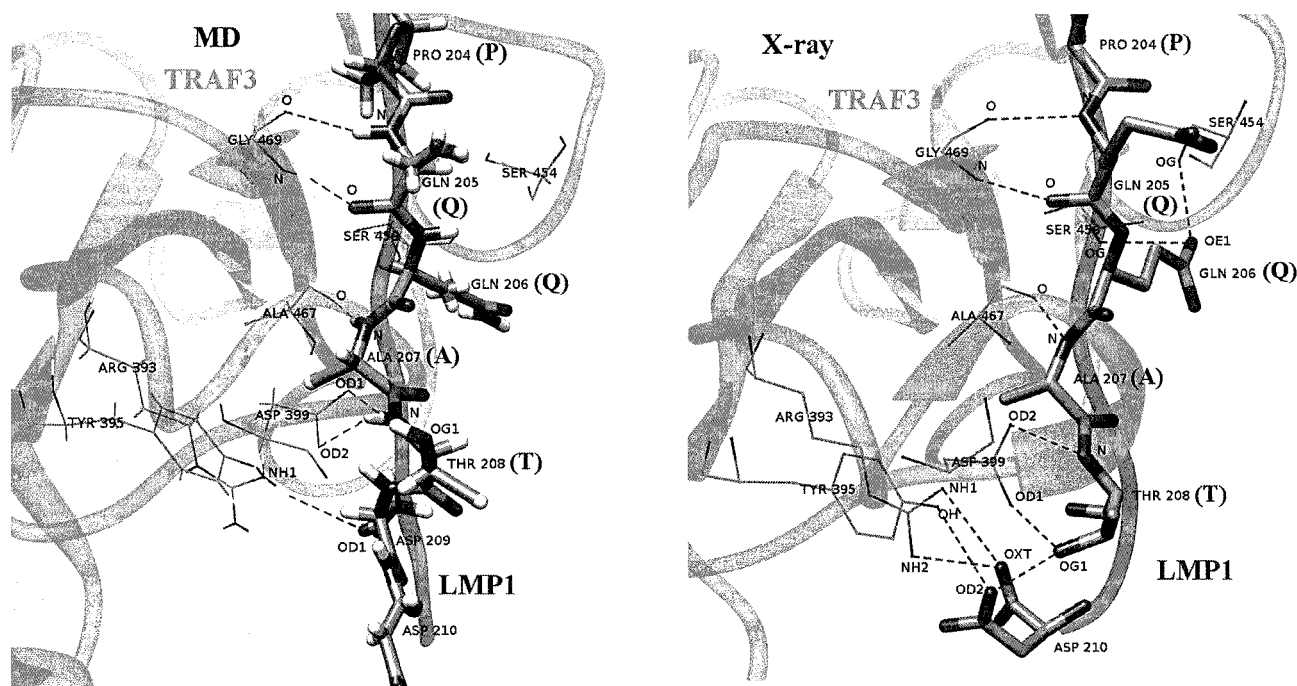 MD
TRAF3
PRO 204 (P)
O
N
GLY 469
N
O
GLN 205
(Q)
SER 454
SER 456
GLN 206 (Q)
O
ALA 467
N
ALA 207 (A)
ARG 393
OD1
TYR 395
ASP 399
N
OG1
OD2
NH1
THR 208 (T)
OD1
ASP 209
LMP1
ASP 210
X-ray
TRAF3
PRO 204 (P)
O
N
SER 454
GLY 469
OG
N
O
GLN 205
(Q)
SER 456
OG
OE1
GLN 206 (Q)
O
ALA 467
N
ALA 207 (A)
ARG 393
OD2
N
ASP 399
TYR 395
NH1
OD1
THR 208 (T)
OH
NH2
OXT
OG1
LMP1
OD2
ASP 210